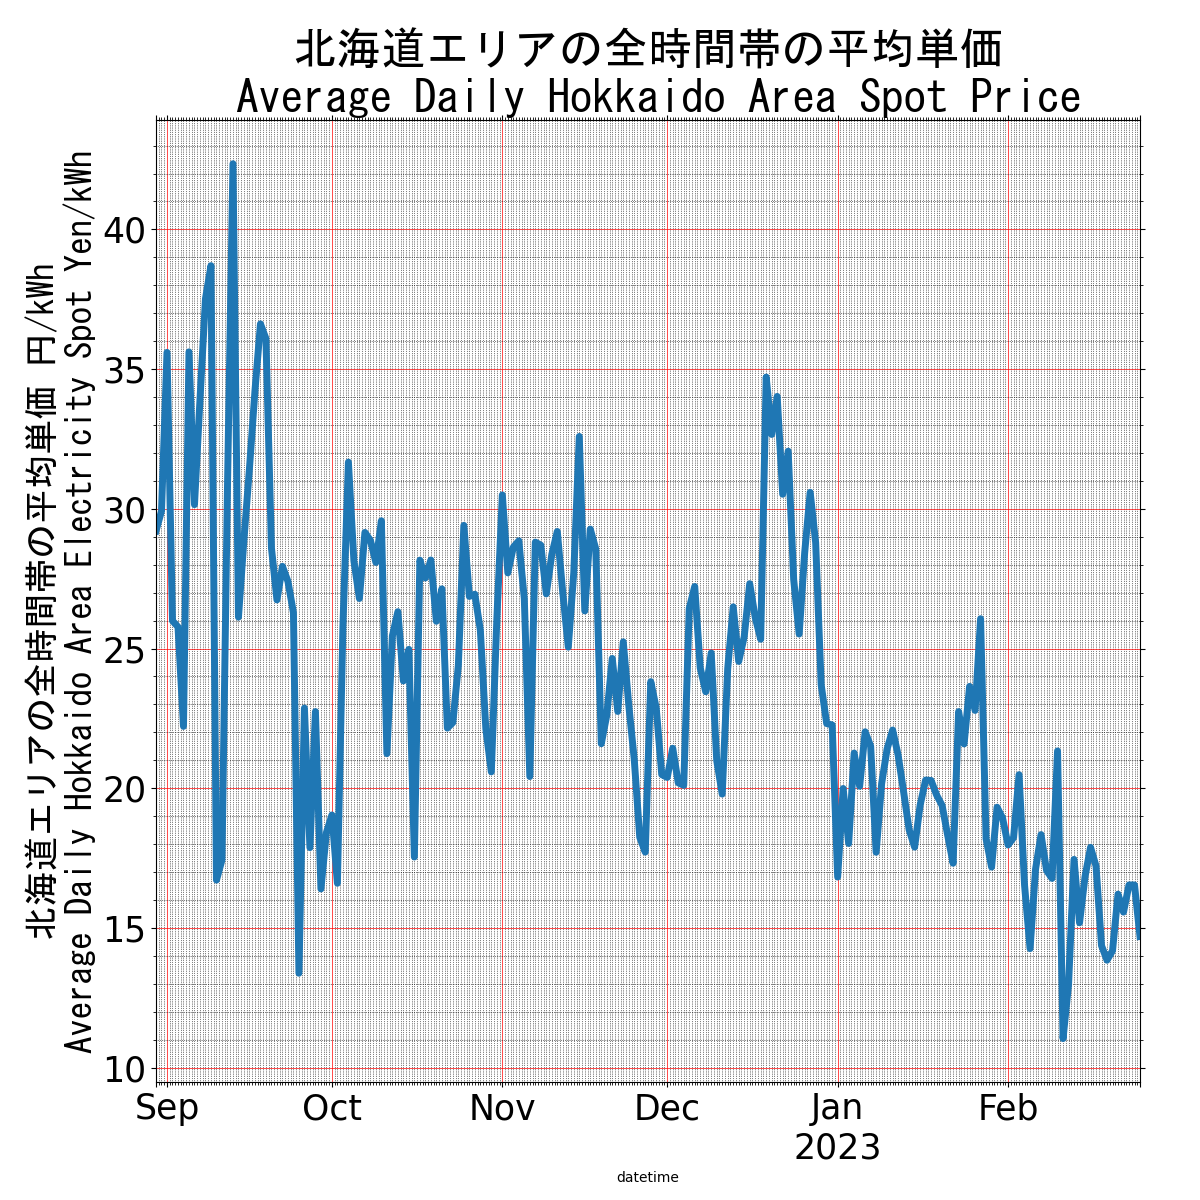 北海道エリアの全時間帯の平均単価
Average Daily Hokkaido Area Spot Price
北海道エリアの全時間帯の平均単価 円/kWh
Average Daily Hokkaido Area Electricity Spot Yen/kWh
40
35
30
25
20
15
10
Sep Oct Nov Dec Jan Feb
2023
datetime